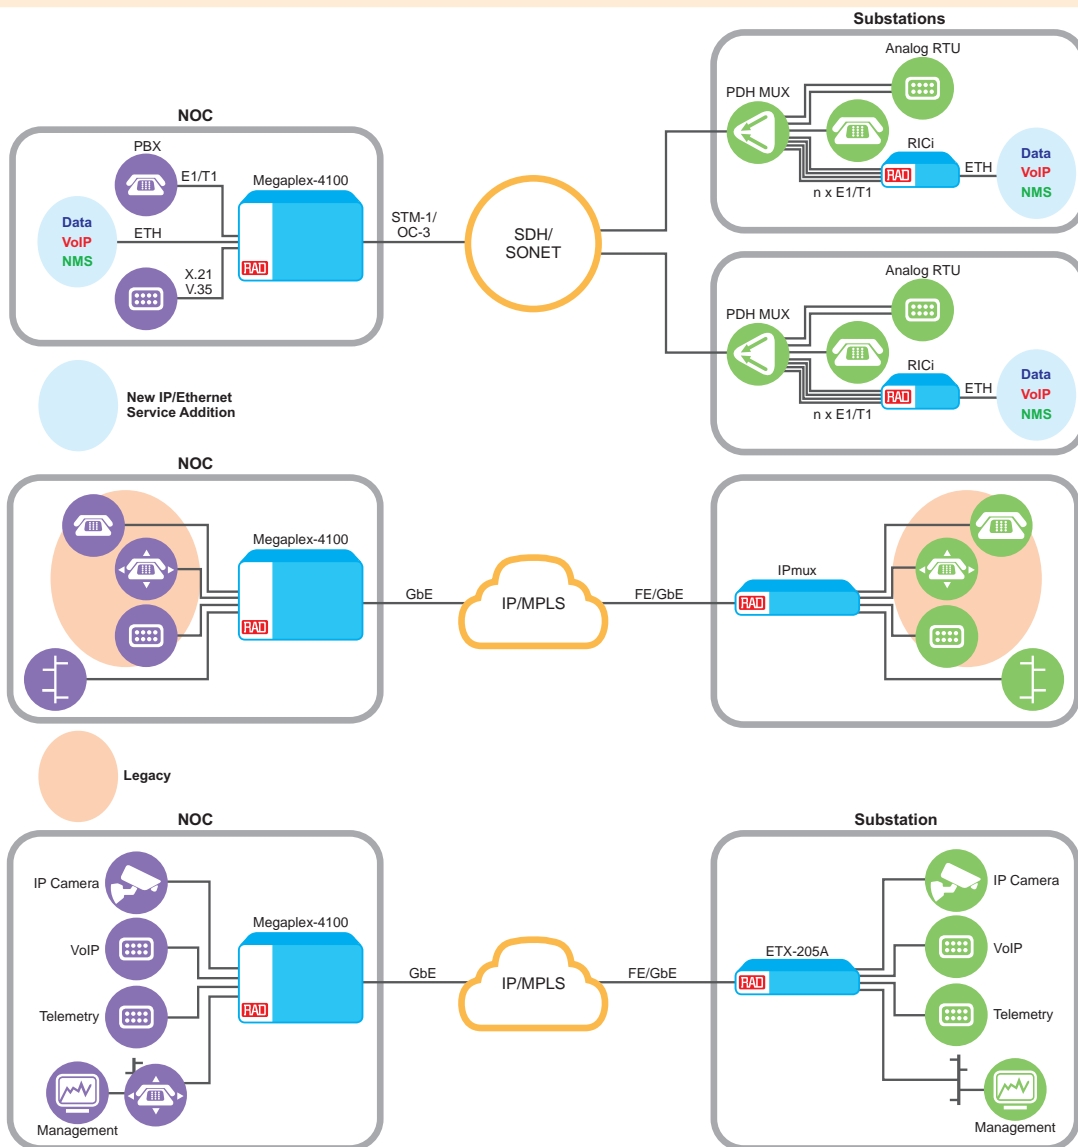 Substations
Analog RTU
PDH MUX
RICi
RAD
ETH
Data
VoIP
NMS
n x E1/T1
NOC
PBX
E1/T1
Megaplex-4100
Data
VoIP
NMS
ETH
X.21
V.35
RAD
STM-1/
OC-3
SDH/
SONET
Analog RTU
PDH MUX
RICi
RAD
ETH
Data
VoIP
NMS
n x E1/T1
New IP/Ethernet
Service Addition
NOC
Megaplex-4100
RAD
GbE
IP/MPLS
FE/GbE
IPmux
RAD
Legacy
NOC
IP Camera
VoIP
Telemetry
Management
Megaplex-4100
RAD
GbE
IP/MPLS
FE/GbE
Substation
ETX-205A
RAD
IP Camera
VoIP
Telemetry
Management